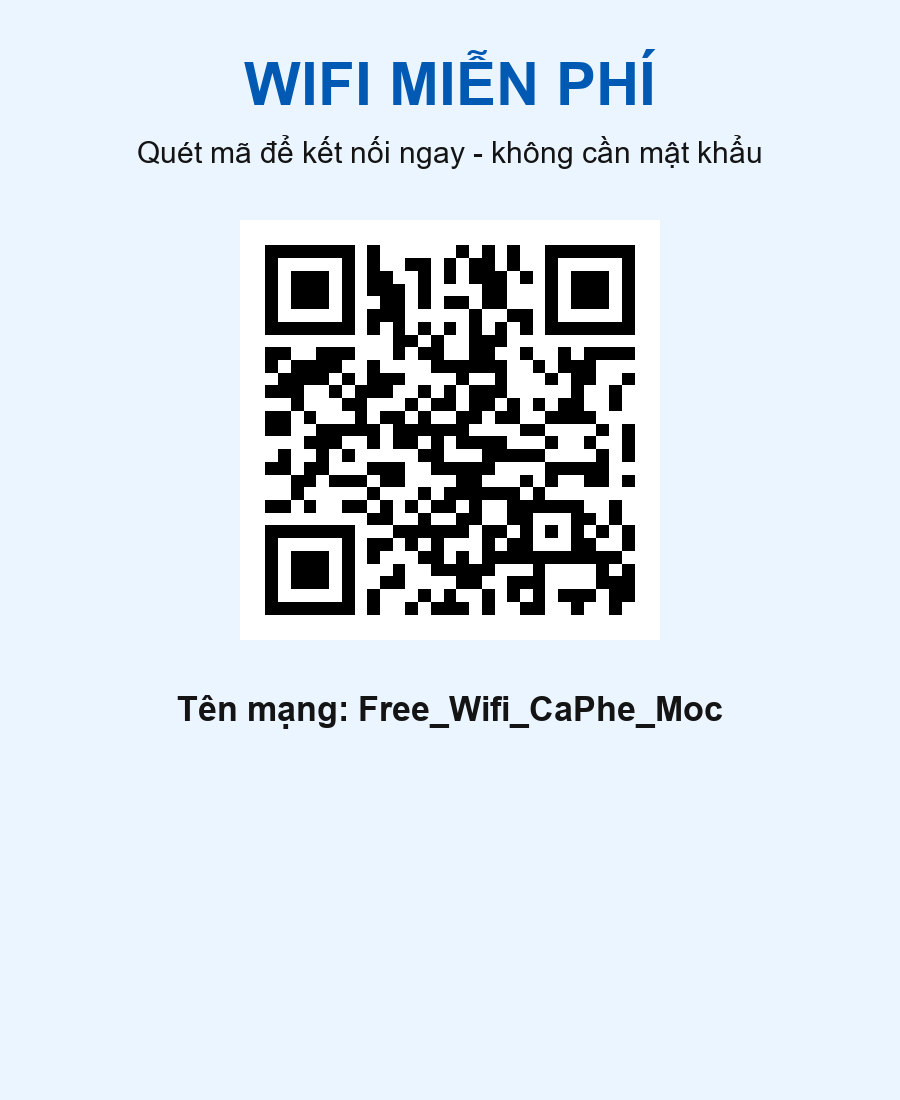 WIFI MIỄN PHÍ
Quét mã để kết nối ngay - không cần mật khẩu
Tên mạng: Free_Wifi_CaPhe_Moc